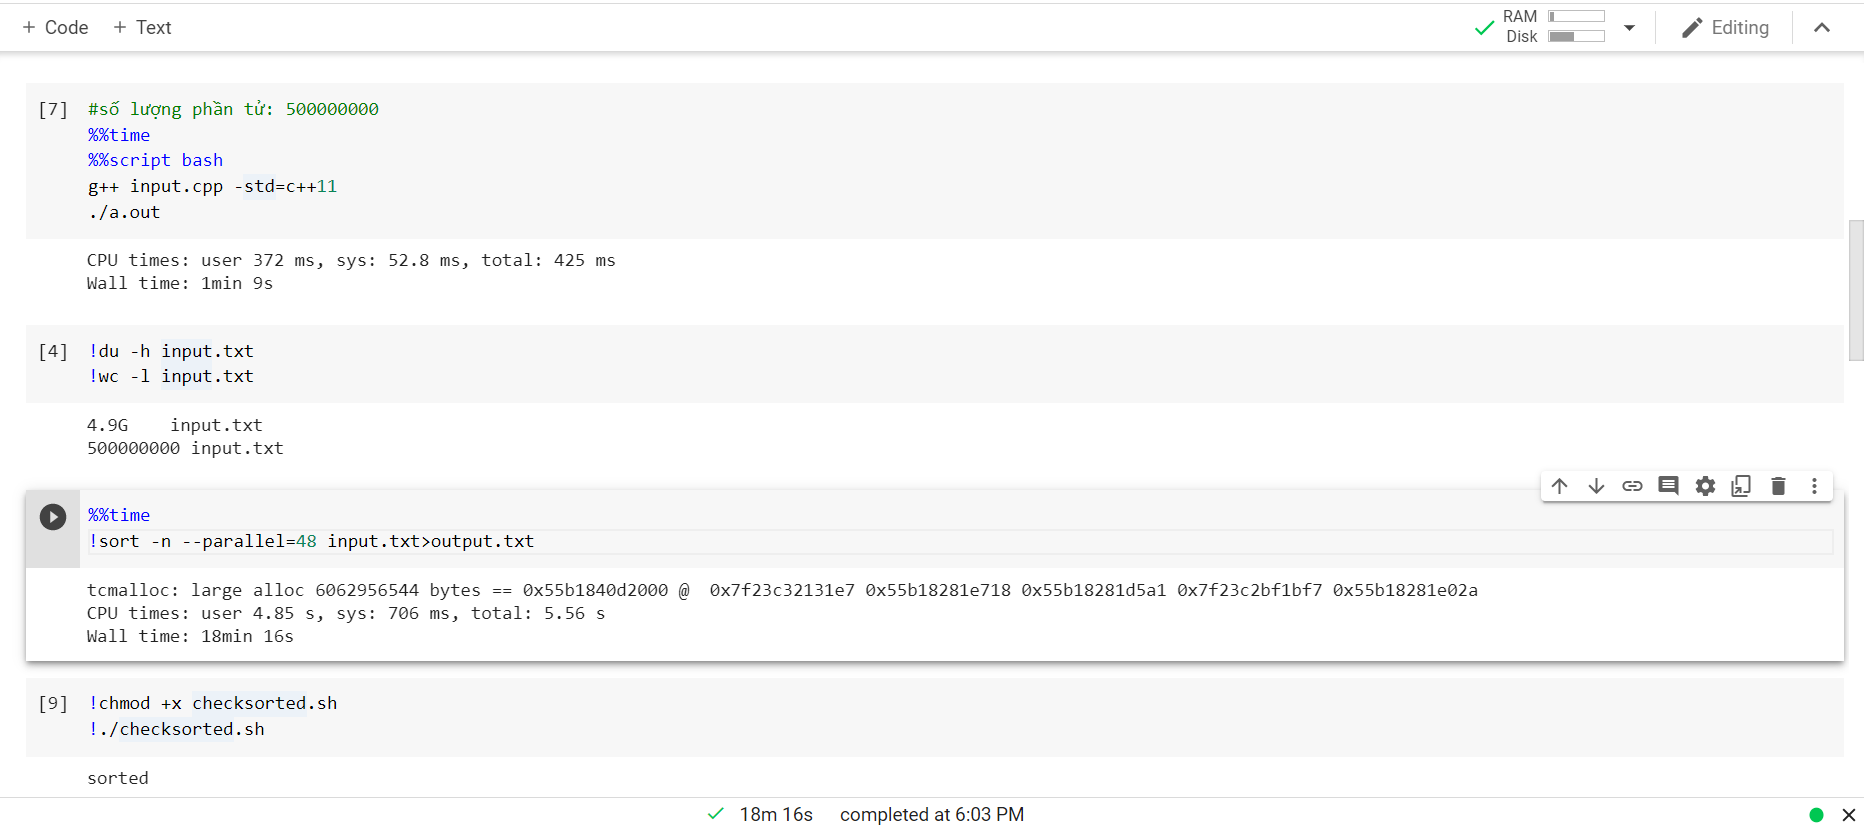 + Code + Text
RAM
Disk
Editing
[7] #số lượng phần tử: 500000000
%%time
%%script bash
g++ input.cpp -std=c++11
./a.out
CPU times: user 372 ms, sys: 52.8 ms, total: 425 ms
Wall time: 1min 9s
[4] !du -h input.txt
!wc -l input.txt
4.9G    input.txt
500000000 input.txt
%%time
!sort -n --parallel=48 input.txt>output.txt
tcmalloc: large alloc 6062956544 bytes == 0x55b1840d2000 @  0x7f23c32131e7 0x55b18281e718 0x55b18281d5a1 0x7f23c2bf1bf7 0x55b18281e02a
CPU times: user 4.85 s, sys: 706 ms, total: 5.56 s
Wall time: 18min 16s
[9] !chmod +x checksorted.sh
!./checksorted.sh
sorted
18m 16s completed at 6:03 PM